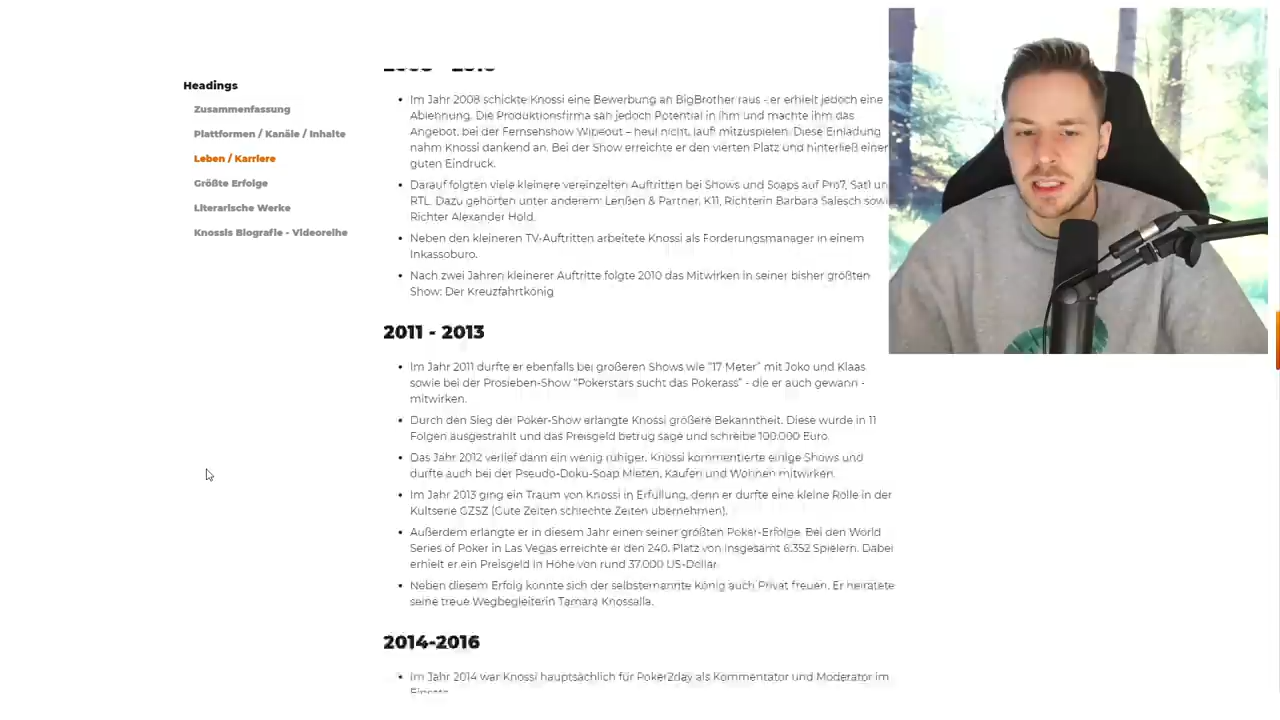 Headings
Zusammenfassung
Plattformen / Kanäle / Inhalte
Leben / Karriere
Größte Erfolge
Literarische Werke
Knossis Biografie - Videoreihe
Im Jahr 2008 schickte Knossi eine Bewerbung an BigBrother raus - er erhielt jedoch eine
Ablehnung. Die Produktionsfirma sah jedoch Potential in ihm und machte ihm das
Angebot, bei der Fernsehshow Wipeout – heul nicht, lauf! mitzuspielen. Diese Einladung
nahm Knossi dankend an. Bei der Show erreichte er den vierten Platz und hinterließ einen
guten Eindruck.
Darauf folgten viele kleinere vereinzelten Auftritten bei Shows und Soaps auf Pro7, Sat1 un
RTL. Dazu gehörten unter anderem: Lenßen & Partner, K11, Richterin Barbara Salesch sowi
Richter Alexander Hold.
Neben den kleineren TV-Auftritten arbeitete Knossi als Forderungsmanager in einem
Inkassobüro.
Nach zwei Jahren kleinerer Auftritte folgte 2010 das Mitwirken in seiner bisher größten
Show: Der Kreuzfahrtkönig
2011 - 2013
Im Jahr 2011 durfte er ebenfalls bei größeren Shows wie "17 Meter" mit Joko und Klaas
sowie bei der Prosieben-Show "Pokerstars sucht das Pokerass" - die er auch gewann -
mitwirken.
Durch den Sieg der Poker-Show erlangte Knossi größere Bekanntheit. Diese wurde in 11
Folgen ausgestrahlt und das Preisgeld betrug sage und schreibe 100.000 Euro.
Das Jahr 2012 verlief dann ein wenig ruhiger. Knossi kommentierte einige Shows und
durfte auch bei der Pseudo-Doku-Soap Mieten, Kaufen und Wohnen mitwirken.
Im Jahr 2013 ging ein Traum von Knossi in Erfüllung, denn er durfte eine kleine Rolle in der
Kultserie GZSZ (Gute Zeiten schlechte Zeiten übernehmen).
Außerdem erlangte er in diesem Jahr einen seiner größten Poker-Erfolge. Bei den World
Series of Poker in Las Vegas erreichte er den 240. Platz von insgesamt 6.352 Spielern. Dabei
erhielt er ein Preisgeld in Höhe von rund 37.000 US-Dollar
Neben diesem Erfolg konnte sich der selbsternannte König auch Privat freuen. Er heiratete
seine treue Wegbegleiterin Tamara Knossalla.
2014-2016
Im Jahr 2014 war Knossi hauptsächlich für Poker2day als Kommentator und Moderator im